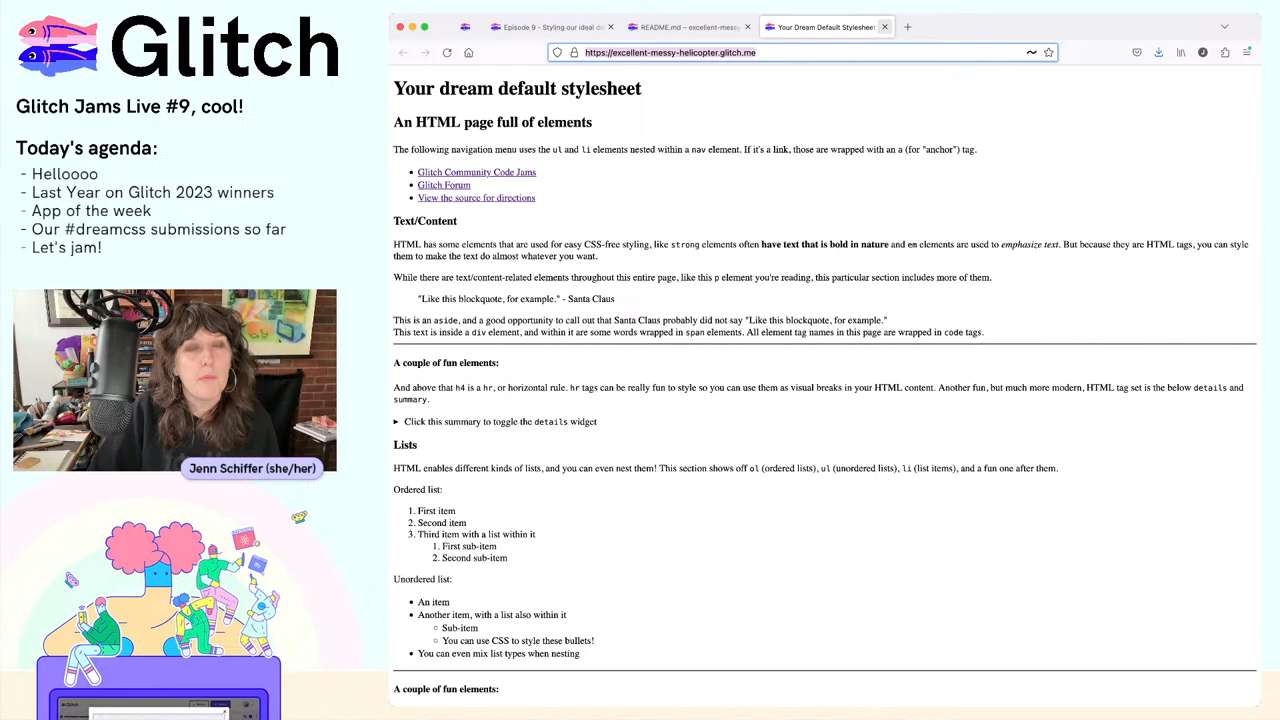 Glitch
Glitch Jams Live #9, cool!
Today's agenda:
- Helloooo
- Last Year on Glitch 2023 winners
- App of the week
- Our #dreamcss submissions so far
- Let's jam!
Jenn Schiffer (she/her)
Episode 9 - Styling our ideal de
README.md – excellent-messy
Your Dream Default Stylesheet
https://excellent-messy-helicopter.glitch.me
Your dream default stylesheet
An HTML page full of elements
The following navigation menu uses the ul and li elements nested within a nav element. If it's a link, those are wrapped with an a (for "anchor") tag.
• Glitch Community Code Jams
• Glitch Forum
• View the source for directions
Text/Content
HTML has some elements that are used for easy CSS-free styling, like strong elements often have text that is bold in nature and em elements are used to emphasize text. But because they are HTML tags, you can style
them to make the text do almost whatever you want.
While there are text/content-related elements throughout this entire page, like this p element you're reading, this particular section includes more of them.
"Like this blockquote, for example." - Santa Claus
This is an aside, and a good opportunity to call out that Santa Claus probably did not say "Like this blockquote, for example."
This text is inside a div element, and within it are some words wrapped in span elements. All element tag names in this page are wrapped in code tags.
A couple of fun elements:
And above that h4 is a hr, or horizontal rule. hr tags can be really fun to style so you can use them as visual breaks in your HTML content. Another fun, but much more modern, HTML tag set is the below details and
summary.
Click this summary to toggle the details widget
Lists
HTML enables different kinds of lists, and you can even nest them! This section shows off ol (ordered lists), ul (unordered lists), li (list items), and a fun one after them.
Ordered list:
1. First item
2. Second item
3. Third item with a list within it
1. First sub-item
2. Second sub-item
Unordered list:
• An item
• Another item, with a list also within it
◦ Sub-item
◦ You can use CSS to style these bullets!
• You can even mix list types when nesting
A couple of fun elements: